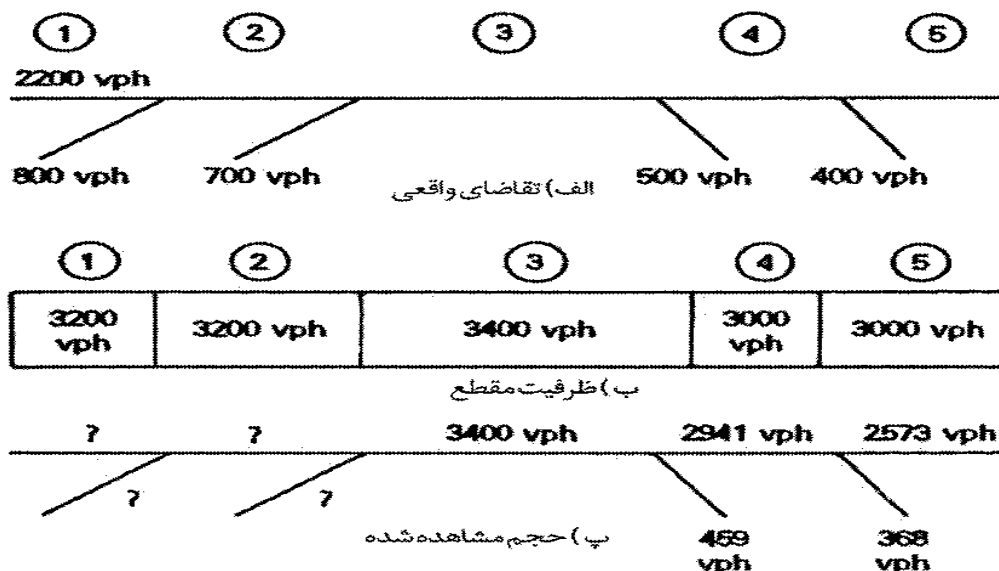 1 2 3 4 5
2200 vph
800 vph 700 vph 500 vph 400 vph
الف) تقاضای واقعی
1 2 3 4 5
3200 vph 3200 vph 3400 vph 3000 vph 3000 vph
ب) ظرفیت مقطع
? ? 3400 vph 2941 vph 2573 vph
? ?
459 vph 368 vph
پ) حجم مشاهده شده